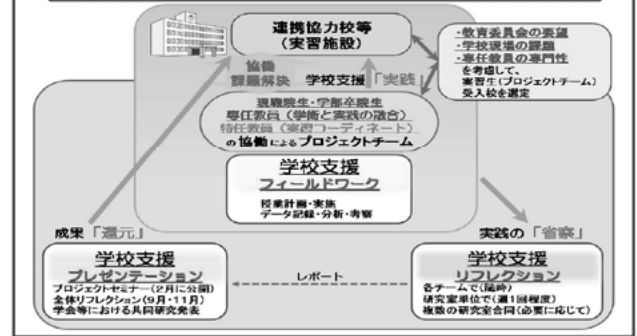 連携協力校等
(実習施設)
・教育委員会の要望
・学校現場の課題
・専任教員の専門性
を考慮して、
実習生(プロジェクトチーム)
受入校を選定
協働
課題解決
学校支援「実践」
現職院生・学部卒院生
専任教員(学術と実践の融合)
特任教員(実習コーディネート)
の協働によるプロジェクトチーム
学校支援
フィールドワーク
授業計画・実施
データ記録・分析・考察
成果「還元」
実践の「省察」
学校支援
プレゼンテーション
プロジェクトセミナー(2月に公開)
全体リフレクション(9月・11月)
学会等における共同研究発表
レポート
学校支援
リフレクション
各チームで(随時)
研究室単位で(週1回程度)
複数の研究室合同(必要に応じて)